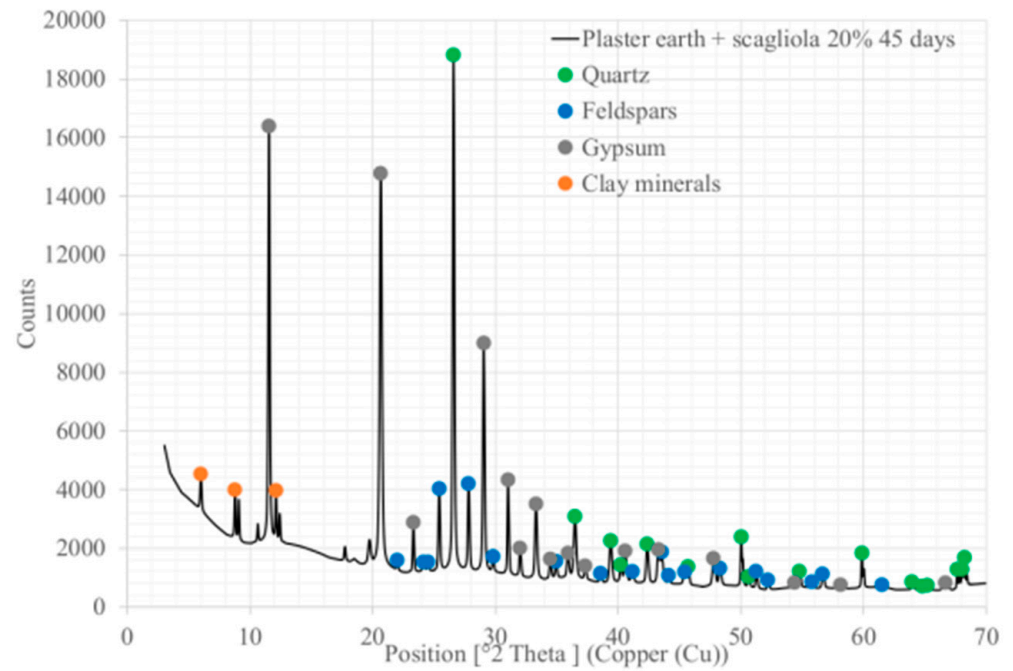 20000
Plaster earth + scagliola 20% 45 days
18000
Quartz
16000
Feldspars
Gypsum
14000
Clay minerals
12000
Counts
10000
8000
6000
4000
2000
0
0 10 20 30 40 50 60 70
Position [°2 Theta ] (Copper (Cu))